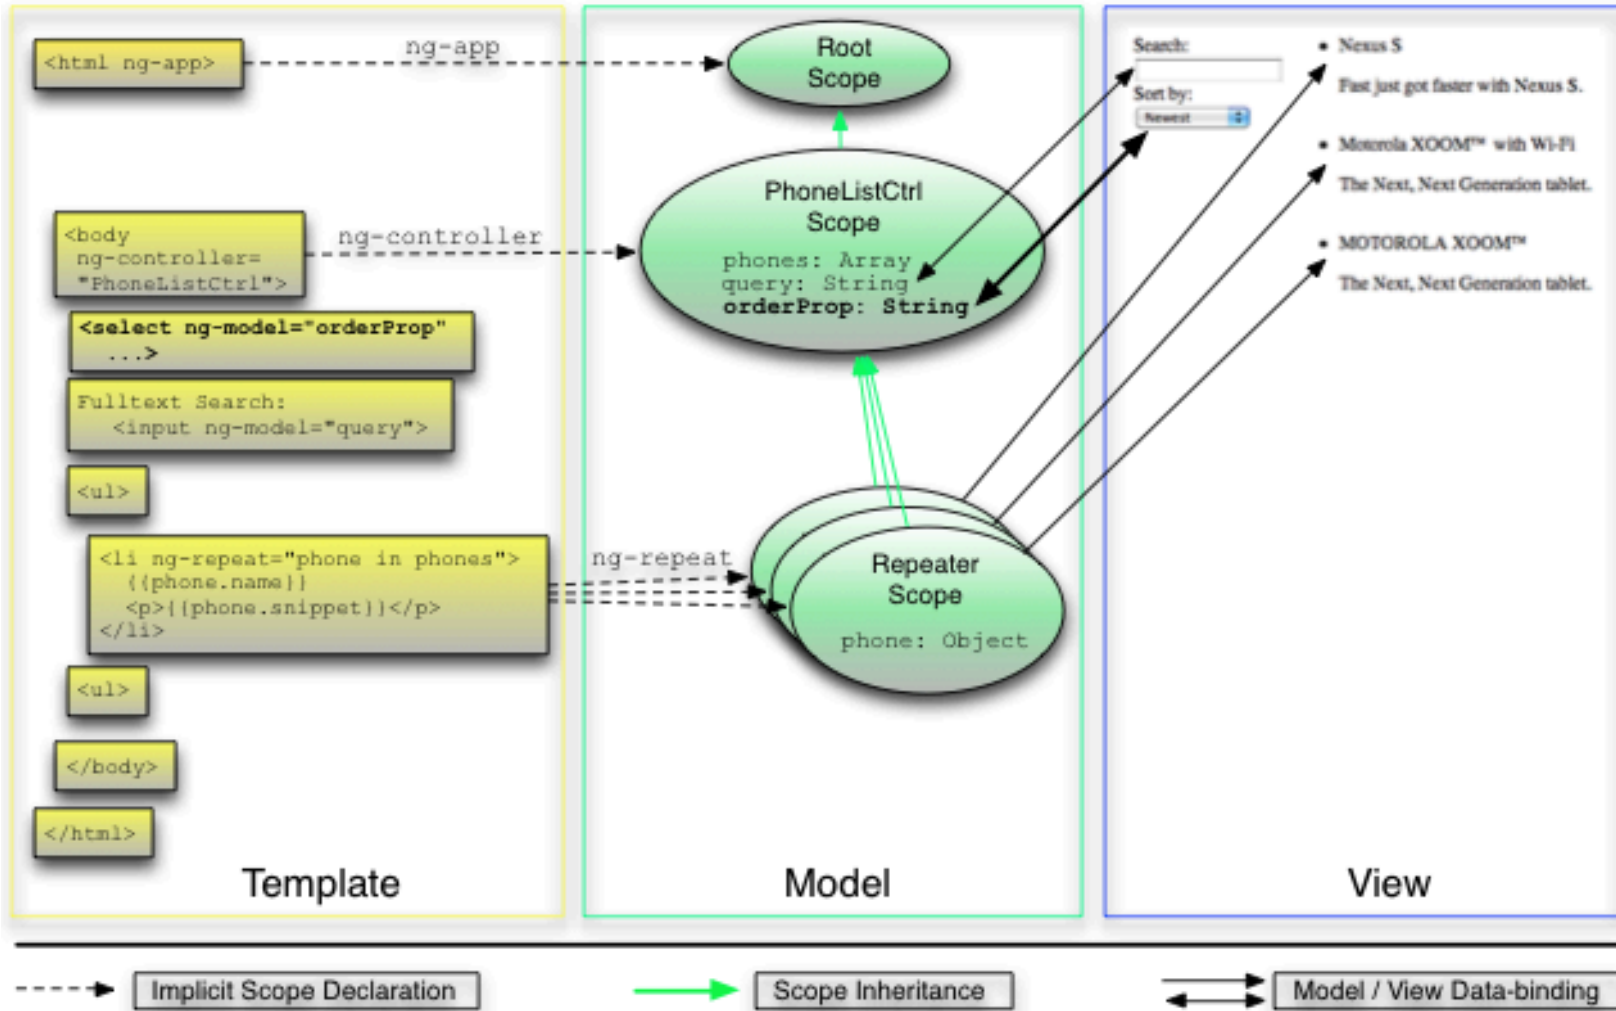 <html ng-app>
ng-app
<body
ng-controller=
"PhoneListCtrl">
ng-controller
<select ng-model="orderProp"
...>
Fulltext Search:
<input ng-model="query">
<ul>
<li ng-repeat="phone in phones">
{{phone.name}}
<p>{{phone.snippet}}</p>
</li>
ng-repeat
<ul>
</body>
</html>
Template
Root
Scope
PhoneListCtrl
Scope
phones: Array
query: String
orderProp: String
Repeater
Scope
phone: Object
Model
Search:
Sort by:
Newest
• Nexus S
Fast just got faster with Nexus S.
• Motorola XOOM™ with Wi-Fi
The Next, Next Generation tablet.
• MOTOROLA XOOM™
The Next, Next Generation tablet.
View
Implicit Scope Declaration
Scope Inheritance
Model / View Data-binding